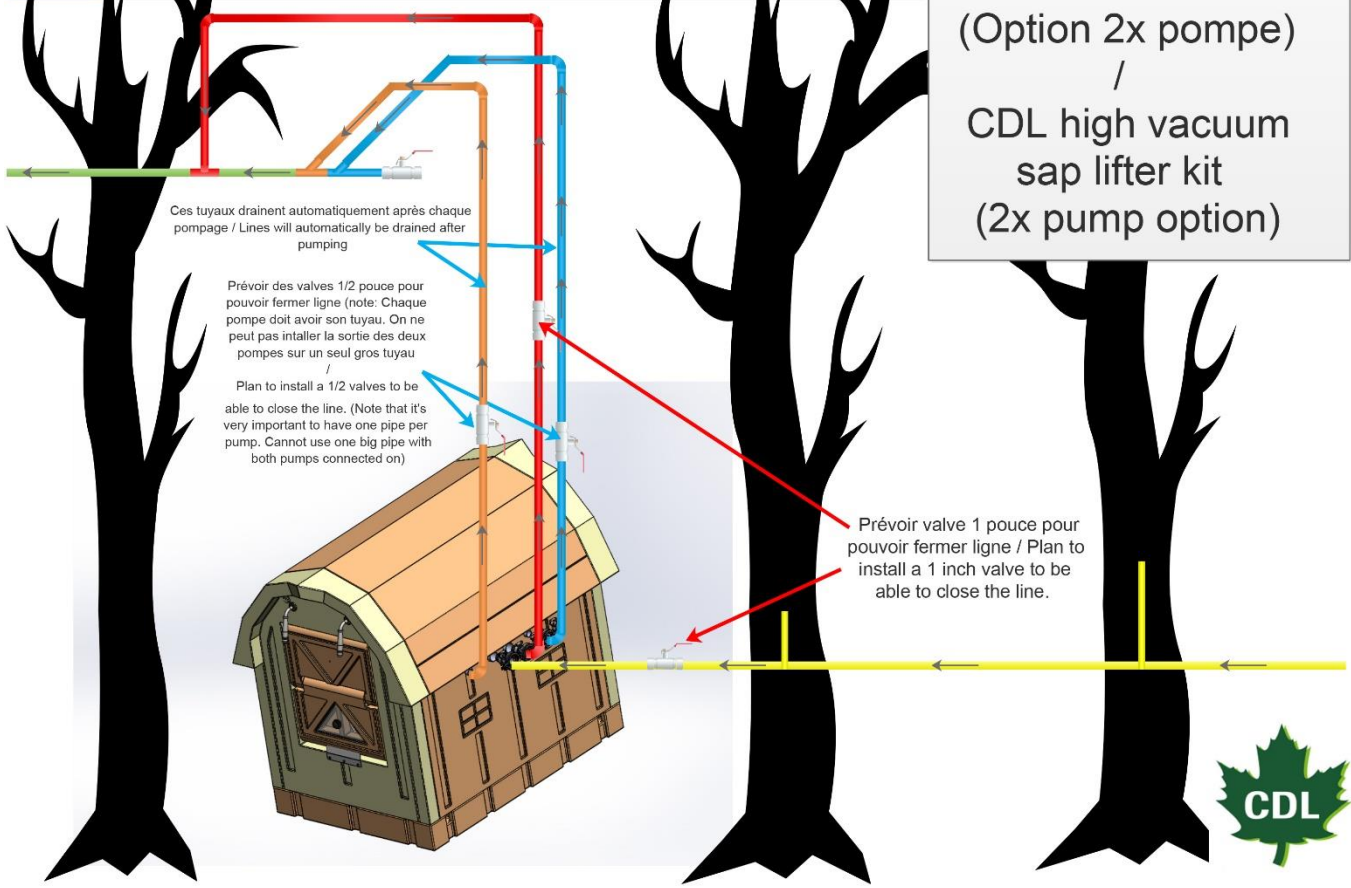 (Option 2x pompe)
/
CDL high vacuum
sap lifter kit
(2x pump option)
Ces tuyaux drainent automatiquement après chaque
pompage / Lines will automatically be drained after
pumping
Prévoir des valves 1/2 pouce pour
pouvoir fermer ligne (note: Chaque
pompe doit avoir son tuyau. On ne
peut pas intaller la sortie des deux
pompes sur un seul gros tuyau
/
Plan to install a 1/2 valves to be
able to close the line. (Note that it's
very important to have one pipe per
pump. Cannot use one big pipe with
both pumps connected on)
Prévoir valve 1 pouce pour
pouvoir fermer ligne / Plan to
install a 1 inch valve to be
able to close the line.
CDL